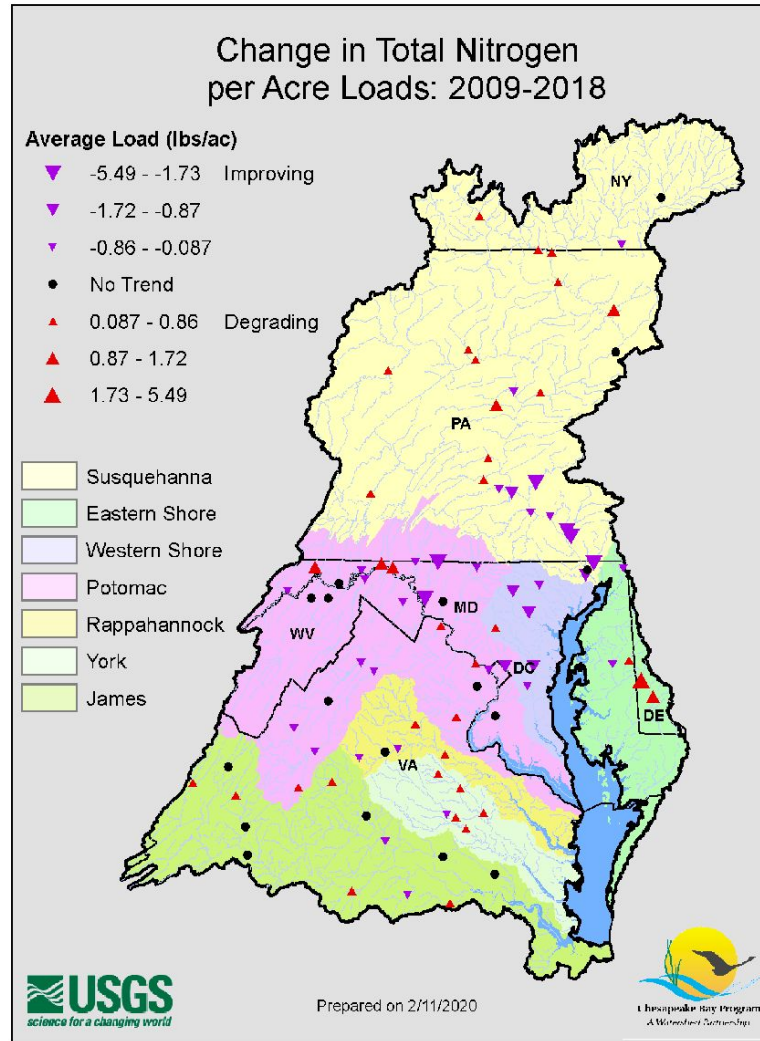 Change in Total Nitrogen
per Acre Loads: 2009-2018
Average Load (lbs/ac)
-5.49 - -1.73 Improving
-1.72 - -0.87
-0.86 - -0.087
No Trend
0.087 - 0.86 Degrading
0.87 - 1.72
1.73 - 5.49
Susquehanna
Eastern Shore
Western Shore
Potomac
Rappahannock
York
James
NY
PA
MD
WV
DC
DE
VA
USGS
science for a changing world
Prepared on 2/11/2020
Chesapeake Bay Program
A Watershed Partnership